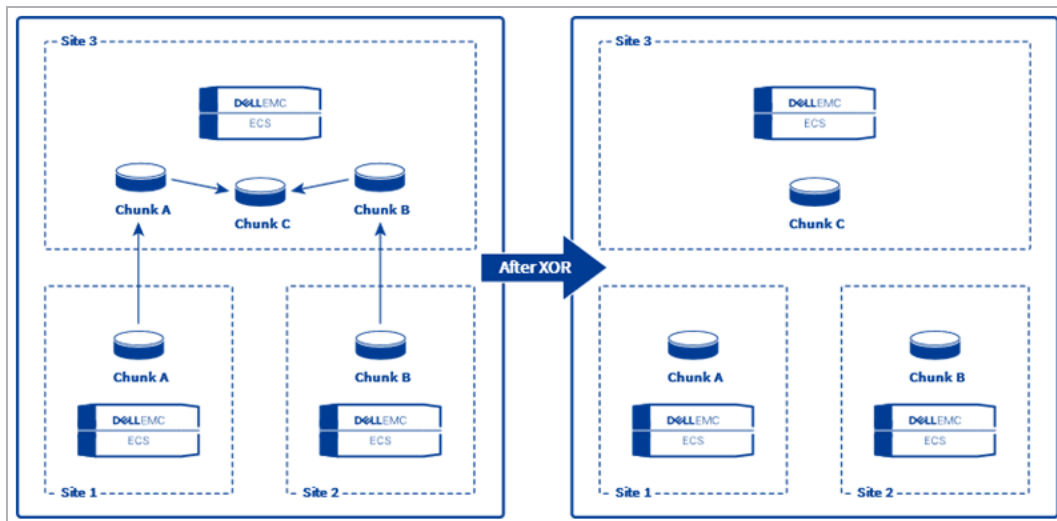 Site 3
DELLEMC
ECS
Chunk A
Chunk C
Chunk B
Chunk A
Chunk B
DELLEMC
ECS
DELLEMC
ECS
Site 1
Site 2
After XOR
Site 3
DELLEMC
ECS
Chunk C
Chunk A
Chunk B
DELLEMC
ECS
DELLEMC
ECS
Site 1
Site 2